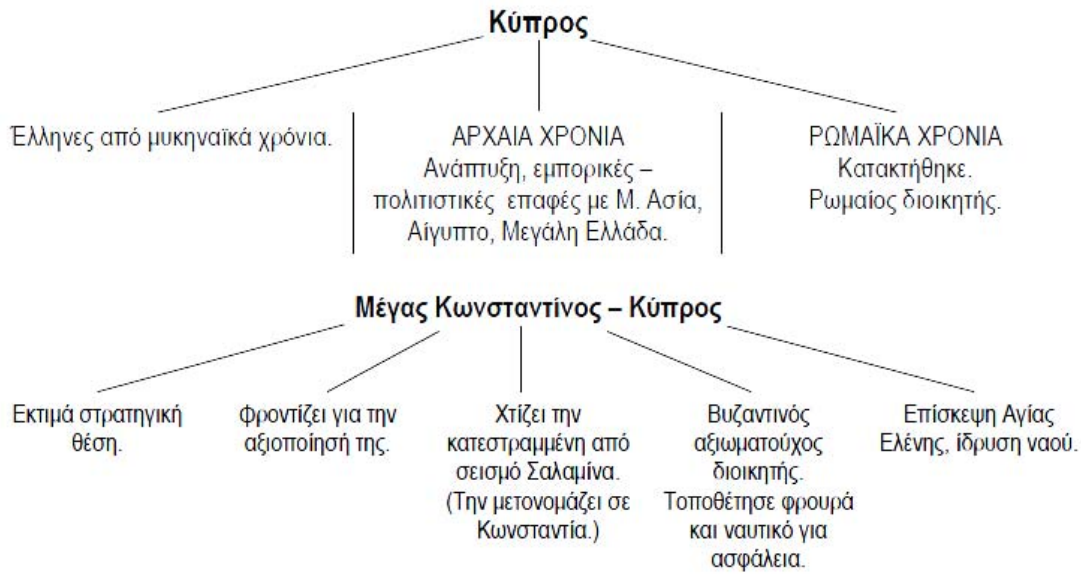 Κύπρος
Έλληνες από μυκηναϊκά χρόνια.
ΑΡΧΑΙΑ ΧΡΟΝΙΑ
Ανάπτυξη, εμπορικές –
πολιτιστικές επαφές με Μ. Ασία,
Αίγυπτο, Μεγάλη Ελλάδα.
ΡΩΜΑΪΚΑ ΧΡΟΝΙΑ
Κατακτήθηκε.
Ρωμαίος διοικητής.
Μέγας Κωνσταντίνος – Κύπρος
Εκτιμά στρατηγική
θέση.
Φροντίζει για την
αξιοποίησή της.
Χτίζει την
κατεστραμμένη από
σεισμό Σαλαμίνα.
(Την μετονομάζει σε
Κωνσταντία.)
Βυζαντινός
αξιωματούχος
διοικητής.
Τοποθέτησε φρουρά
και ναυτικό για
ασφάλεια.
Επίσκεψη Αγίας
Ελένης, ίδρυση ναού.